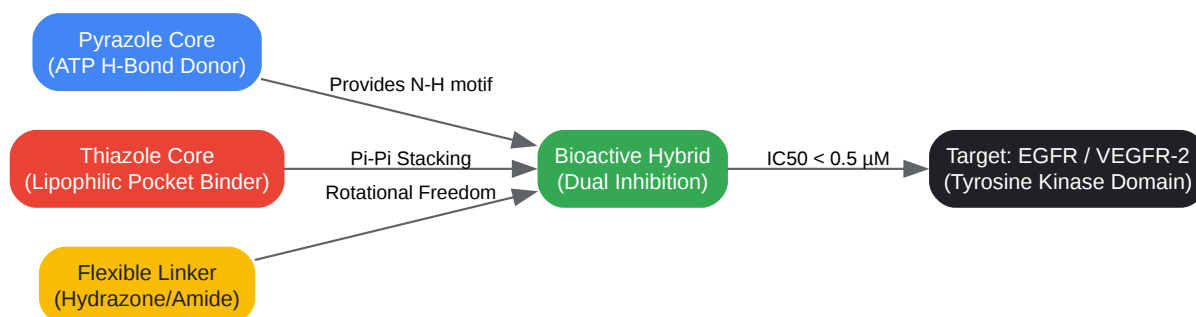 Pyrazole Core
(ATP H-Bond Donor)
Provides N-H motif
Thiazole Core
(Lipophilic Pocket Binder)
Pi-Pi Stacking
Rotational Freedom
Flexible Linker
(Hydrazone/Amide)
Bioactive Hybrid
(Dual Inhibition)
IC50 < 0.5 µM
Target: EGFR / VEGFR-2
(Tyrosine Kinase Domain)